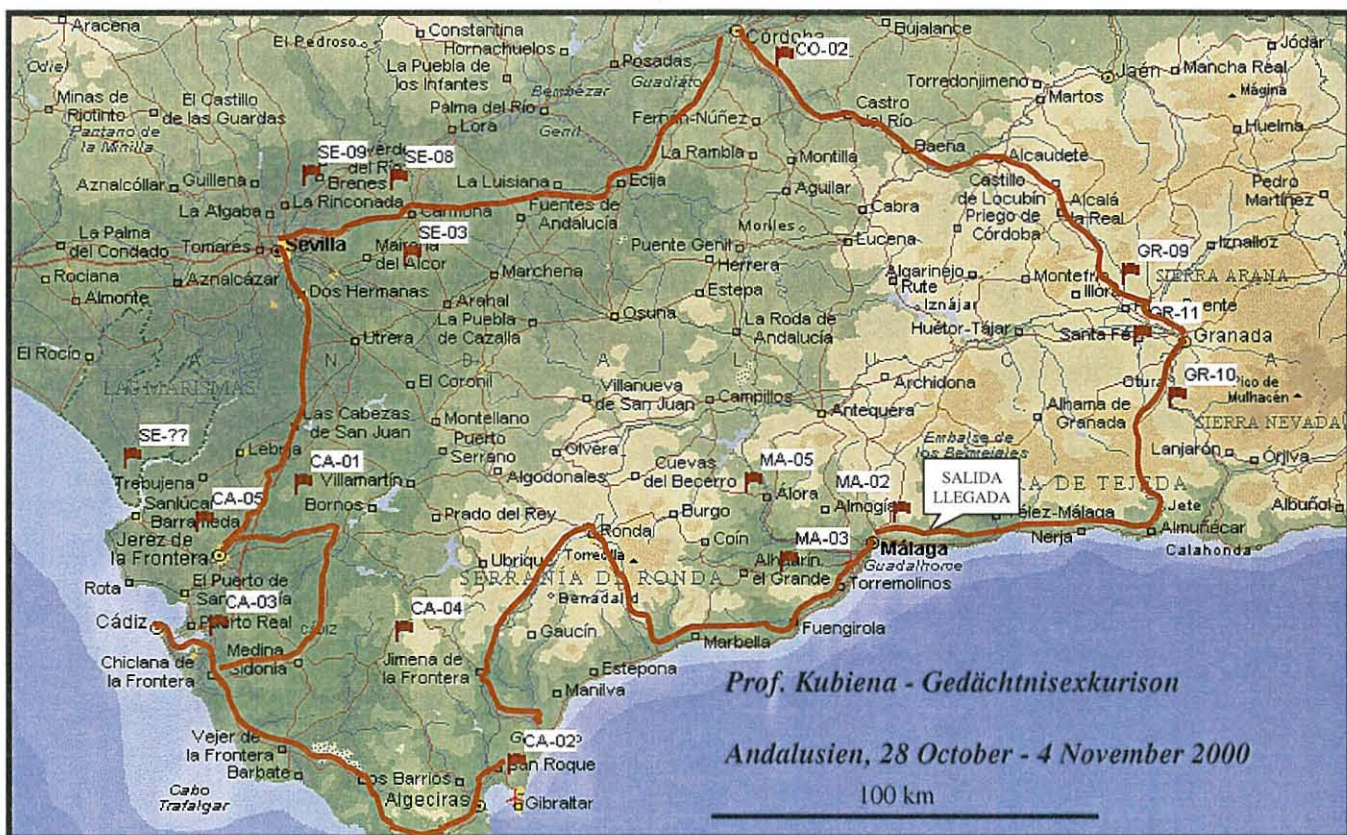 Aracena
Constantina
El Pedroso
Hornachuelos
Córdoba
CO-02
Bujalance
Jódar
Odiel
La Puebla de
los Infantes
Posadas
Guadiato
Bembézar
Torredonjimeno
Jaén
Mancha Real
Martos
Mágina
Minas de
Riotinto
El Castillo
de las Guardas
Pantano de
la Minilla
Palma del Río
Lora
Genil
Fernán-Núñez
Castro
del Río
Huelma
SE-09
SE-08
La Rambla
Montilla
Baena
Alcaudete
Aznalcóllar
Guillena
Brenes
La Luisiana
Ecija
Aguilar
Castillo
de Locubín
Pedro
Martínez
La Rinconada
La Algaba
Carmona
Fuentes de
Andalucía
Cabra
Priego de
Córdoba
Alcalá
la Real
La Palma
del Condado
Tomares
Sevilla
SE-03
Mairena
del Alcor
Moriles
Puente Genil
Lucena
Iznalloz
GR-09
Rociana
Aznalcázar
Marchena
Herrera
Algarinejo
Rute
Montefrío
Illora
SIERRA ARANA
Almonte
Dos Hermanas
Arahal
Estepa
Iznájar
GR-11
La Puebla
de Cazalla
Osuna
La Roda de
Andalucía
Huétor-Tájar
Santa Fé
Granada
El Rocío
Utrera
A N D A L U C I A
LAS MARISMAS
El Coronil
Villanueva
de San Juan
Campillos
Archidona
Otura
GR-10
Pico de
Mulhacén
Las Cabezas
de San Juan
Montellano
Antequera
Alhama de
Granada
SIERRA NEVADA
SE-??
Lebrija
Puerto
Serrano
Olvera
Embalse de
los Bermejales
Lanjarón
Orjiva
CA-01
Trebujena
Villamartín
Algodonales
Cuevas
del Becerro
MA-05
MA-02
SALIDA
LLEGADA
Sanlúcar
Barrameda
CA-05
Bornos
Álora
Almogía
Jete
Albuñol
Jerez de
la Frontera
Prado del Rey
Ronda
Burgo
Coín
MA-03
Málaga
Vélez-Málaga
Nerja
Almuñécar
Calahonda
Ubrique
Torrecilla
Alhaurín
el Grande
Guadalhorce
Torremolinos
Rota
El Puerto de
SERRANIA DE RONDA
Benadalid
CA-03
Cádiz
Puerto Real
CÁDIZ
CA-04
Gaucín
Marbella
Fuengirola
Chiclana de
la Frontera
Medina
Sidonia
Jimena de
la Frontera
Estepona
Manilva
Prof. Kubiena - Gedächtnisexkurison
Vejer de
la Frontera
Barbate
CA-02
San Roque
Andalusien, 28 October - 4 November 2000
Cabo
Trafalgar
Los Barrios
Algeciras
Gibraltar
100 km